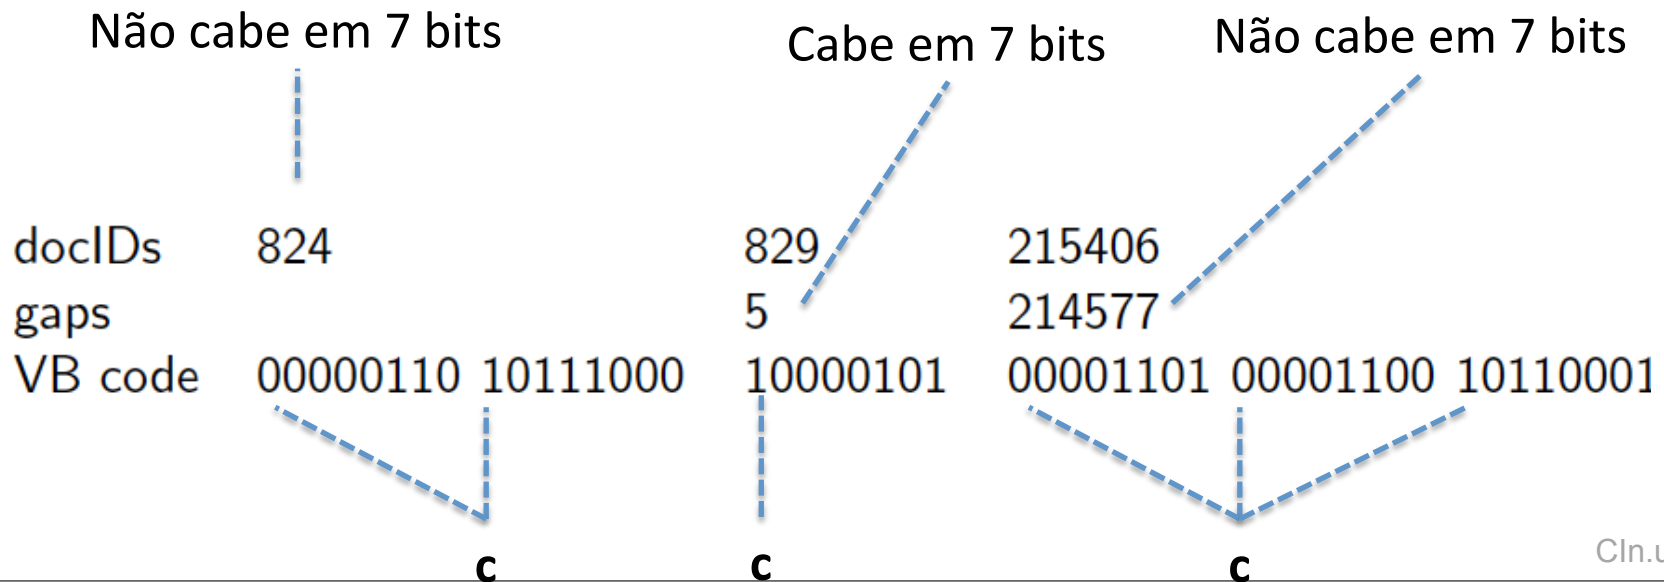 Não cabe em 7 bits Cabe em 7 bits Não cabe em 7 bits
docIDs 824 829 215406
gaps 5 214577
VB code 00000110 10111000 10000101 00001101 00001100 10110001
c c c
CIn.u